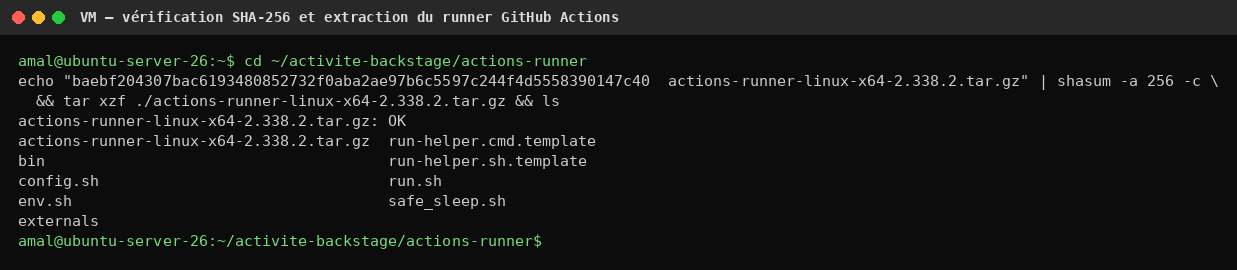 VM — vérification SHA-256 et extraction du runner GitHub Actions
amal@ubuntu-server-26:~$ cd ~/activite-backstage/actions-runner
echo "baebf204307bac6193480852732f0aba2ae97b6c5597c244f4d5558390147c40  actions-runner-linux-x64-2.338.2.tar.gz" | shasum -a 256 -c \
  && tar xzf ./actions-runner-linux-x64-2.338.2.tar.gz && ls
actions-runner-linux-x64-2.338.2.tar.gz: OK
actions-runner-linux-x64-2.338.2.tar.gz  run-helper.cmd.template
bin                                      run-helper.sh.template
config.sh                                run.sh
env.sh                                   safe_sleep.sh
externals
amal@ubuntu-server-26:~/activite-backstage/actions-runner$